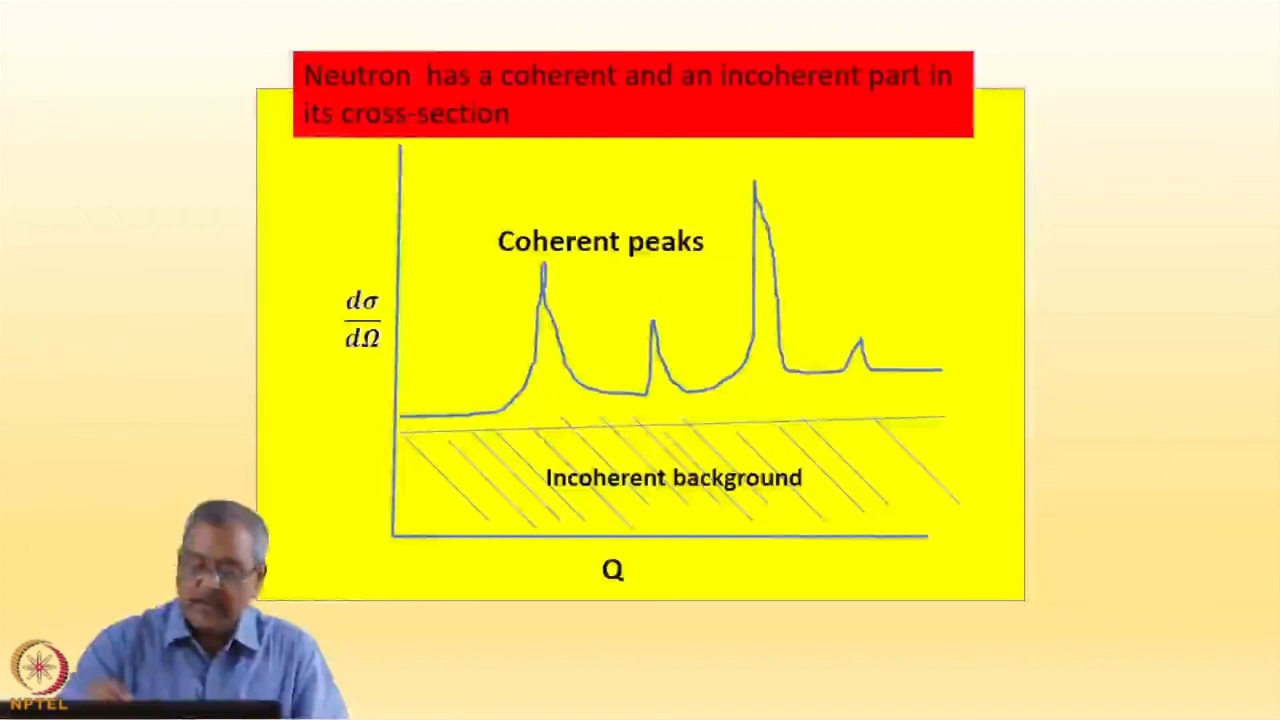 Neutron has a coherent and an incoherent part in
its cross-section
Coherent peaks
dσ
dΩ
Incoherent background
Q
NPTEL